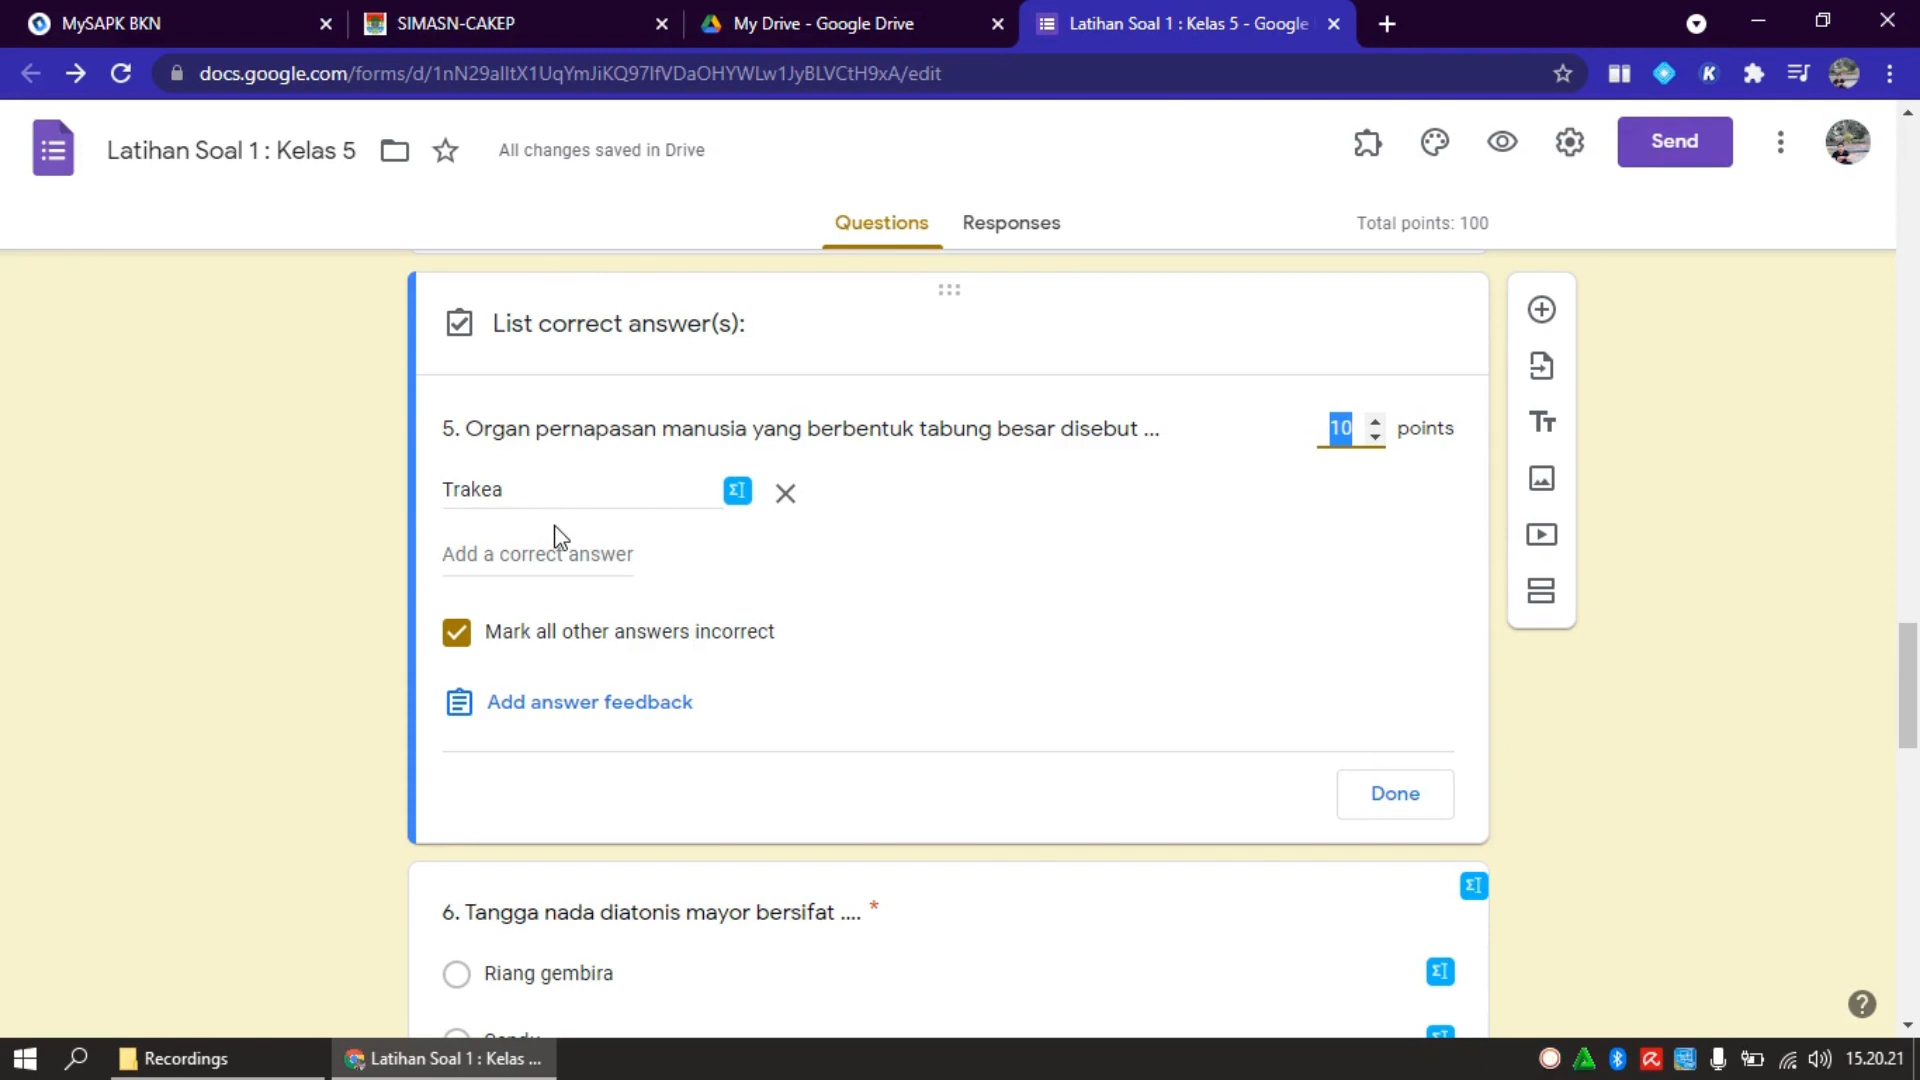 MySAPK BKN
SIMASN-CAKEP
My Drive - Google Drive
Latihan Soal 1 : Kelas 5 - Google
docs.google.com/forms/d/1nN29alltX1UqYmJiKQ97IfVDaOHYWLw1JyBLVCtH9xA/edit
Latihan Soal 1 : Kelas 5
All changes saved in Drive
Send
Questions
Responses
Total points: 100
List correct answer(s):
5. Organ pernapasan manusia yang berbentuk tabung besar disebut ...
10
points
Trakea
Add a correct answer
Mark all other answers incorrect
Add answer feedback
Done
6. Tangga nada diatonis mayor bersifat .... *
Riang gembira
Recordings
Latihan Soal 1 : Kelas ...
15.20.21